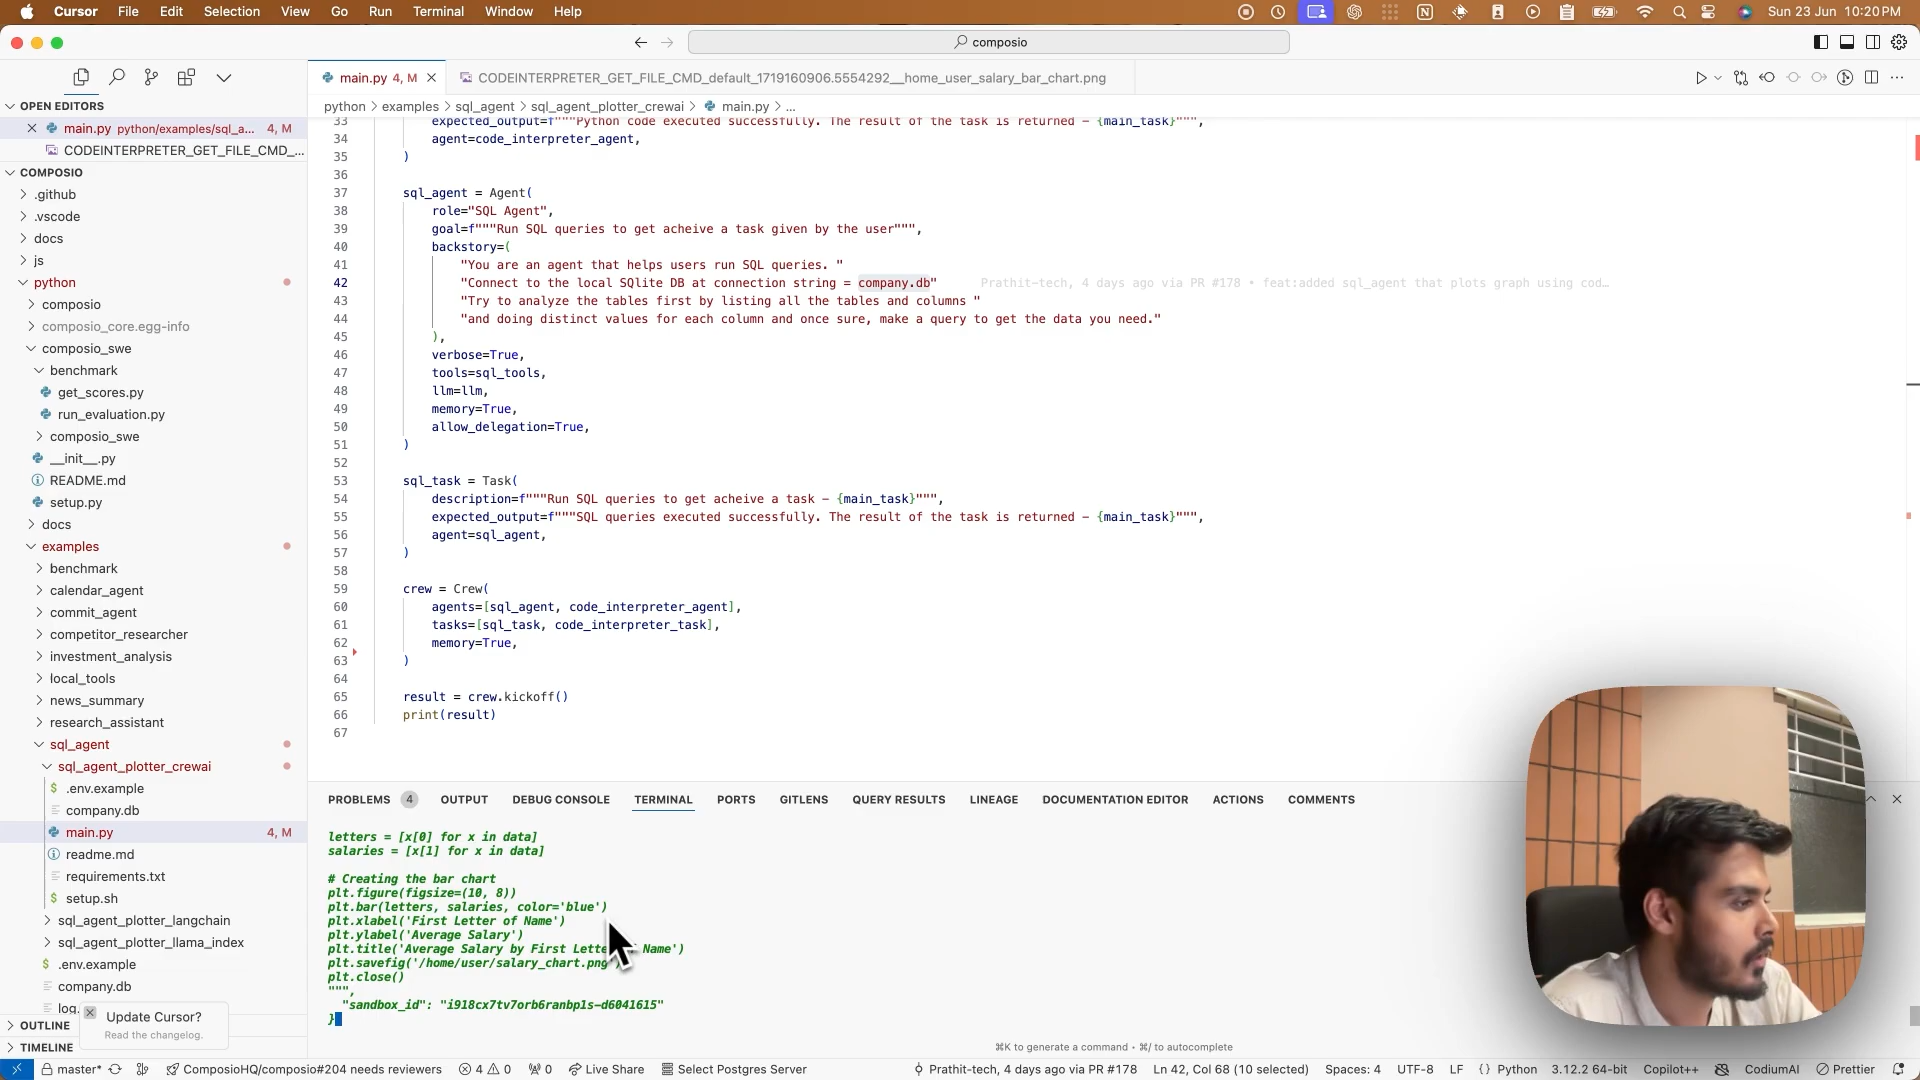 Cursor File Edit Selection View Go Run Terminal Window Help Sun 23 Jun 10:20 PM
composio
main.py 4, M CODEINTERPRETER_GET_FILE_CMD_default_1719160906.5554292__home_user_salary_bar_chart.png
python > examples > sql_agent > sql_agent_plotter_crewai > main.py > ...
OPEN EDITORS
main.py python/examples/sql_a... 4, M
CODEINTERPRETER_GET_FILE_CMD_...
COMPOSIO
.github
.vscode
docs
js
python
composio
composio_core.egg-info
composio_swe
benchmark
get_scores.py
run_evaluation.py
composio_swe
__init__.py
README.md
setup.py
docs
examples
benchmark
calendar_agent
commit_agent
competitor_researcher
investment_analysis
local_tools
news_summary
research_assistant
sql_agent
sql_agent_plotter_crewai
$ .env.example
company.db
main.py 4, M
readme.md
requirements.txt
$ setup.sh
sql_agent_plotter_langchain
sql_agent_plotter_llama_index
$ .env.example
company.db
log.
OUTLINE
TIMELINE
Update Cursor?
Read the changelog.
33 expected_output=f"""Python code executed successfully. The result of the task is returned - {main_task}""",
34 agent=code_interpreter_agent,
35 )
36
37 sql_agent = Agent(
38 role="SQL Agent",
39 goal=f"""Run SQL queries to get acheive a task given by the user""",
40 backstory=(
41 "You are an agent that helps users run SQL queries. "
42 "Connect to the local SQlite DB at connection string = company.db" Prathit-tech, 4 days ago via PR #178 • feat:added sql_agent that plots graph using cod…
43 "Try to analyze the tables first by listing all the tables and columns "
44 "and doing distinct values for each column and once sure, make a query to get the data you need."
45 ),
46 verbose=True,
47 tools=sql_tools,
48 llm=llm,
49 memory=True,
50 allow_delegation=True,
51 )
52
53 sql_task = Task(
54 description=f"""Run SQL queries to get acheive a task - {main_task}""",
55 expected_output=f"""SQL queries executed successfully. The result of the task is returned - {main_task}""",
56 agent=sql_agent,
57 )
58
59 crew = Crew(
60 agents=[sql_agent, code_interpreter_agent],
61 tasks=[sql_task, code_interpreter_task],
62 memory=True,
63 )
64
65 result = crew.kickoff()
66 print(result)
67
PROBLEMS 4 OUTPUT DEBUG CONSOLE TERMINAL PORTS GITLENS QUERY RESULTS LINEAGE DOCUMENTATION EDITOR ACTIONS COMMENTS
letters = [x[0] for x in data]
salaries = [x[1] for x in data]
# Creating the bar chart
plt.figure(figsize=(10, 8))
plt.bar(letters, salaries, color='blue')
plt.xlabel('First Letter of Name')
plt.ylabel('Average Salary')
plt.title('Average Salary by First Lette Name')
plt.savefig('/home/user/salary_chart.png
plt.close()
""",
"sandbox_id": "i918cx7tv7orb6ranbp1s-d6041615"
}
⌘K to generate a command • ⌘/ to autocomplete
master* ComposioHQ/composio#204 needs reviewers 4 0 0 Live Share Select Postgres Server Prathit-tech, 4 days ago via PR #178 Ln 42, Col 68 (10 selected) Spaces: 4 UTF-8 LF { } Python 3.12.2 64-bit Copilot++ CodiumAI Prettier